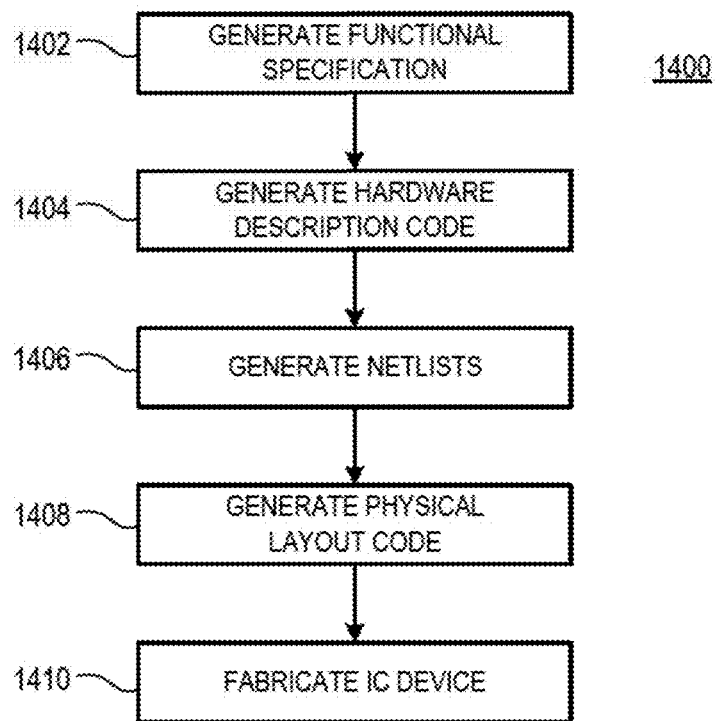 1402
GENERATE FUNCTIONAL
SPECIFICATION
1400
1404
GENERATE HARDWARE
DESCRIPTION CODE
1406
GENERATE NETLISTS
1408
GENERATE PHYSICAL
LAYOUT CODE
1410
FABRICATE IC DEVICE